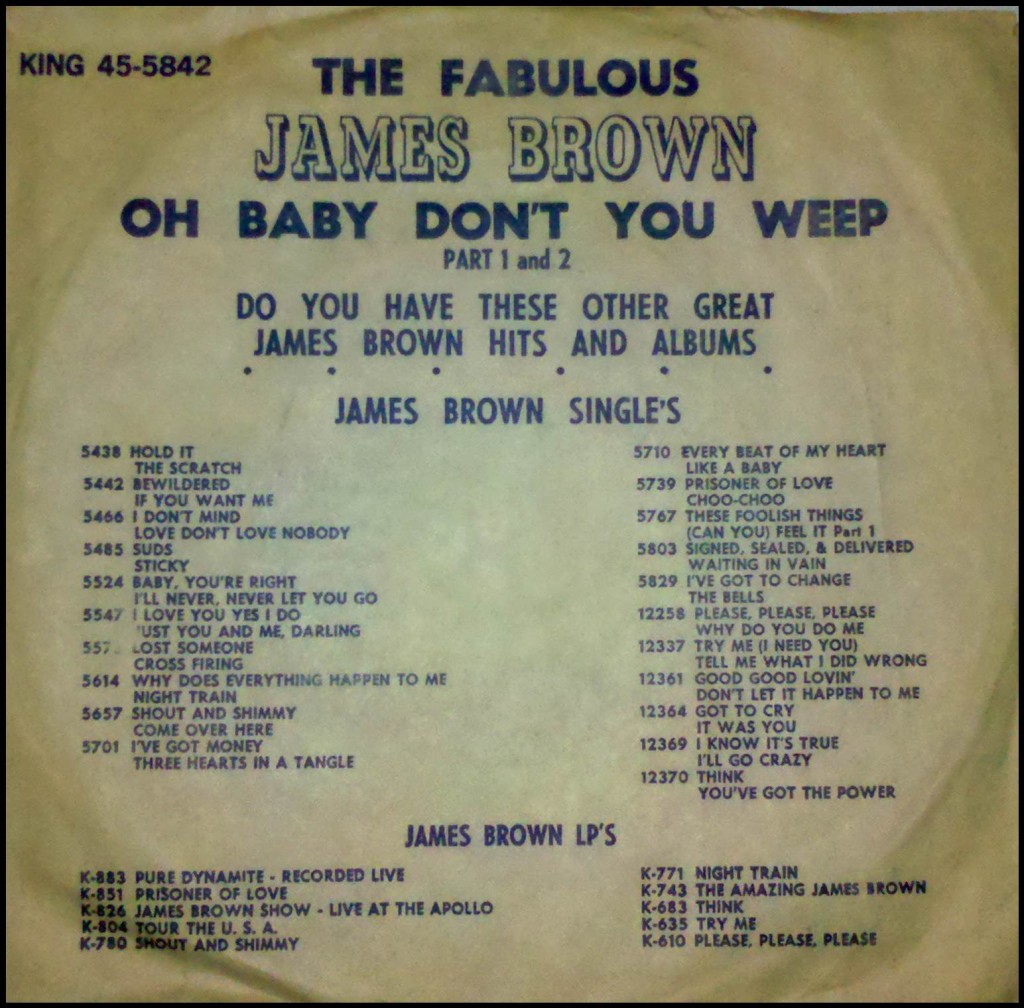 KING 45-5842
THE FABULOUS
JAMES BROWN
OH BABY DON'T YOU WEEP
PART 1 and 2
DO YOU HAVE THESE OTHER GREAT
JAMES BROWN HITS AND ALBUMS
JAMES BROWN SINGLE'S
5438 HOLD IT
THE SCRATCH
5442 BEWILDERED
IF YOU WANT ME
5466 I DON'T MIND
LOVE DON'T LOVE NOBODY
5485 SUDS
STICKY
5524 BABY, YOU'RE RIGHT
I'LL NEVER, NEVER LET YOU GO
5547 I LOVE YOU YES I DO
'UST YOU AND ME, DARLING
557 LOST SOMEONE
CROSS FIRING
5614 WHY DOES EVERYTHING HAPPEN TO ME
NIGHT TRAIN
5657 SHOUT AND SHIMMY
COME OVER HERE
5701 I'VE GOT MONEY
THREE HEARTS IN A TANGLE
5710 EVERY BEAT OF MY HEART
LIKE A BABY
5739 PRISONER OF LOVE
CHOO-CHOO
5767 THESE FOOLISH THINGS
(CAN YOU) FEEL IT Part 1
5803 SIGNED, SEALED, & DELIVERED
WAITING IN VAIN
5829 I'VE GOT TO CHANGE
THE BELLS
12258 PLEASE, PLEASE, PLEASE
WHY DO YOU DO ME
12337 TRY ME (I NEED YOU)
TELL ME WHAT I DID WRONG
12361 GOOD GOOD LOVIN'
DON'T LET IT HAPPEN TO ME
12364 GOT TO CRY
IT WAS YOU
12369 I KNOW IT'S TRUE
I'LL GO CRAZY
12370 THINK
YOU'VE GOT THE POWER
JAMES BROWN LP'S
K-883 PURE DYNAMITE - RECORDED LIVE
K-851 PRISONER OF LOVE
K-826 JAMES BROWN SHOW - LIVE AT THE APOLLO
K-804 TOUR THE U. S. A.
K-780 SHOUT AND SHIMMY
K-771 NIGHT TRAIN
K-743 THE AMAZING JAMES BROWN
K-683 THINK
K-635 TRY ME
K-610 PLEASE, PLEASE, PLEASE